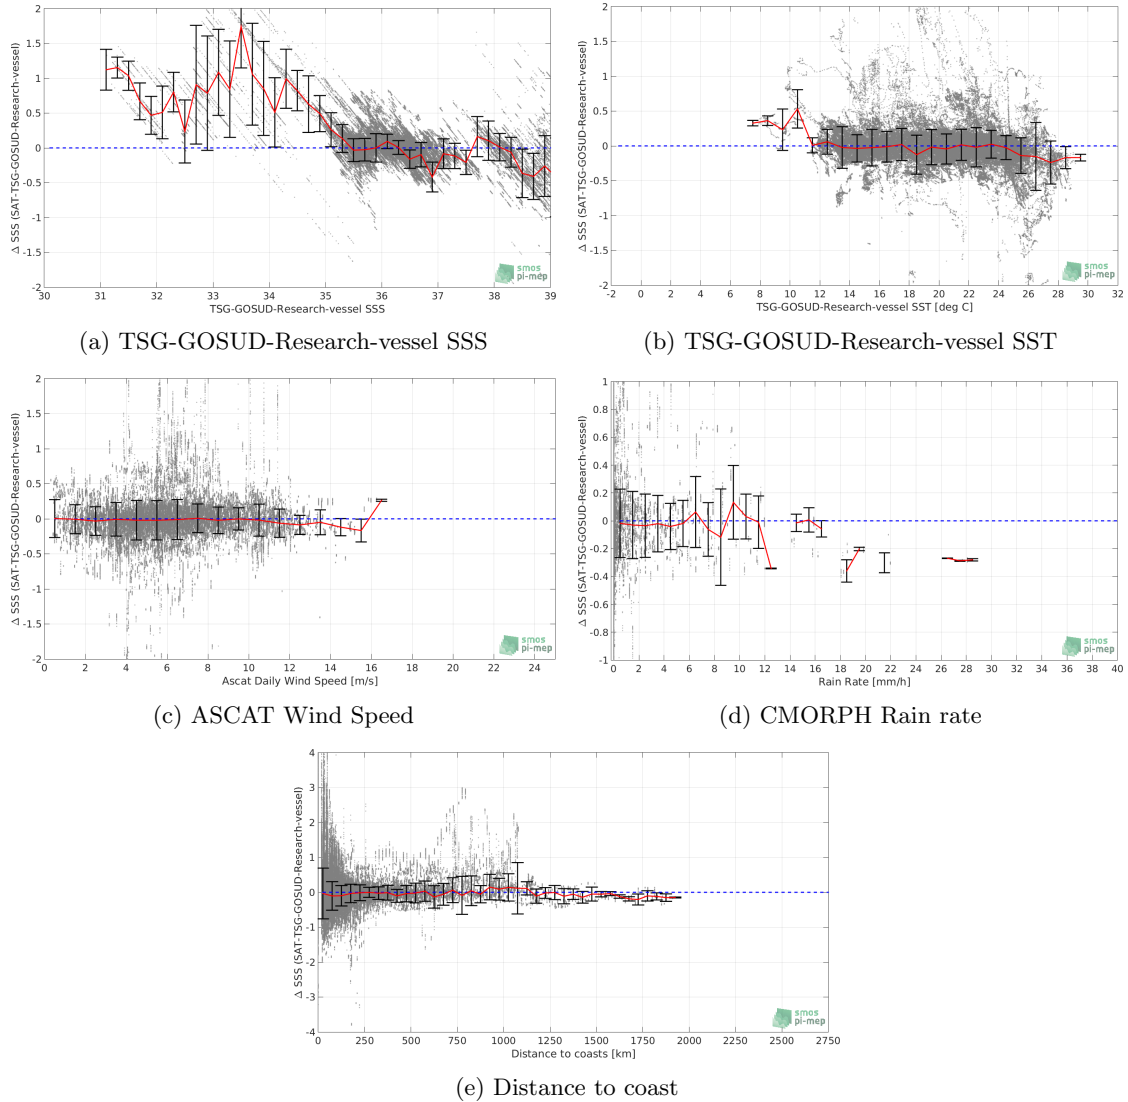 Δ SSS (SAT-TSG-GOSUD-Research-vessel)
2
1.5
1
0.5
0
-0.5
-1
-1.5
-2
30 31 32 33 34 35 36 37 38 39
TSG-GOSUD-Research-vessel SSS
smos
pi-mep
(a) TSG-GOSUD-Research-vessel SSS
Δ SSS (SAT-TSG-GOSUD-Research-vessel)
2
1.5
1
0.5
0
-0.5
-1
-1.5
-2
-2 0 2 4 6 8 10 12 14 16 18 20 22 24 26 28 30 32
TSG-GOSUD-Research-vessel SST [deg C]
smos
pi-mep
(b) TSG-GOSUD-Research-vessel SST
Δ SSS (SAT-TSG-GOSUD-Research-vessel)
2
1.5
1
0.5
0
-0.5
-1
-1.5
-2
0 2 4 6 8 10 12 14 16 18 20 22 24
Ascat Daily Wind Speed [m/s]
smos
pi-mep
(c) ASCAT Wind Speed
Δ SSS (SAT-TSG-GOSUD-Research-vessel)
1
0.8
0.6
0.4
0.2
0
-0.2
-0.4
-0.6
-0.8
-1
0 2 4 6 8 10 12 14 16 18 20 22 24 26 28 30 32 34 36 38 40
Rain Rate [mm/h]
smos
pi-mep
(d) CMORPH Rain rate
Δ SSS (SAT-TSG-GOSUD-Research-vessel)
4
3
2
1
0
-1
-2
-3
-4
0 250 500 750 1000 1250 1500 1750 2000 2250 2500 2750
Distance to coasts [km]
smos
pi-mep
(e) Distance to coast